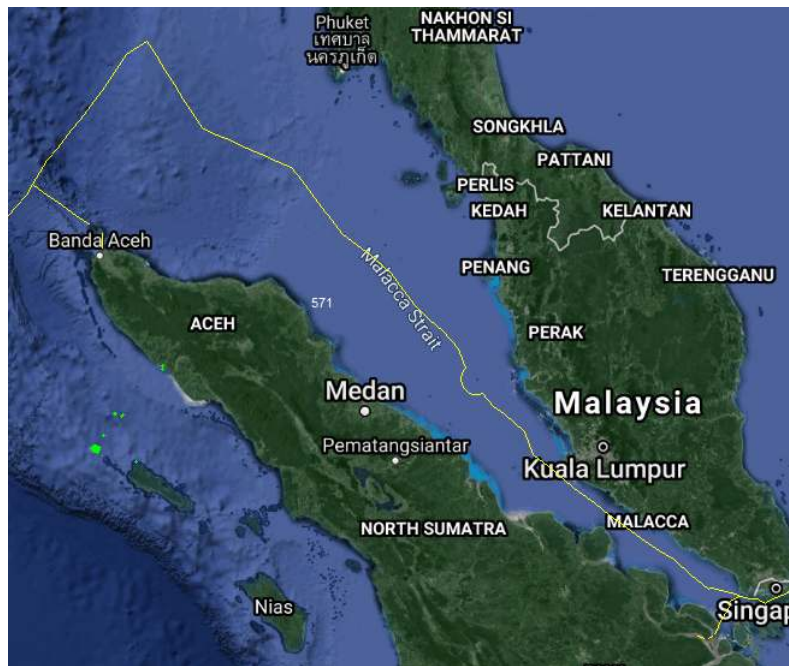 NAKHON SI
THAMMARAT
Phuket
เทศบาล
นครภูเก็ต
SONGKHLA
PATTANI
PERLIS
KEDAH
KELANTAN
Banda Aceh
PENANG
TERENGGANU
Malacca Strait
571
ACEH
PERAK
Medan
Malaysia
Pematangsiantar
Kuala Lumpur
MALACCA
NORTH SUMATRA
Nias
Singap